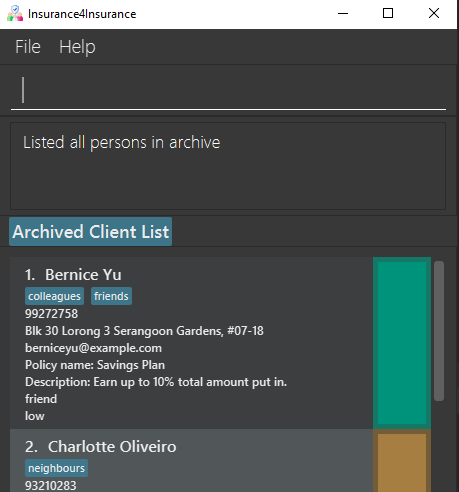 Insurance4Insurance
File Help
Listed all persons in archive
Archived Client List
1. Bernice Yu
colleagues friends
99272758
Blk 30 Lorong 3 Serangoon Gardens, #07-18
berniceyu@example.com
Policy name: Savings Plan
Description: Earn up to 10% total amount put in.
friend
low
2. Charlotte Oliveiro
neighbours
93210283